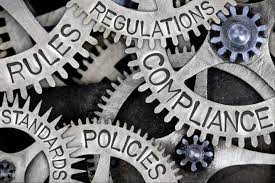 REGULATIONS
RULES
COMPLIANCE
STANDARDS
POLICIES